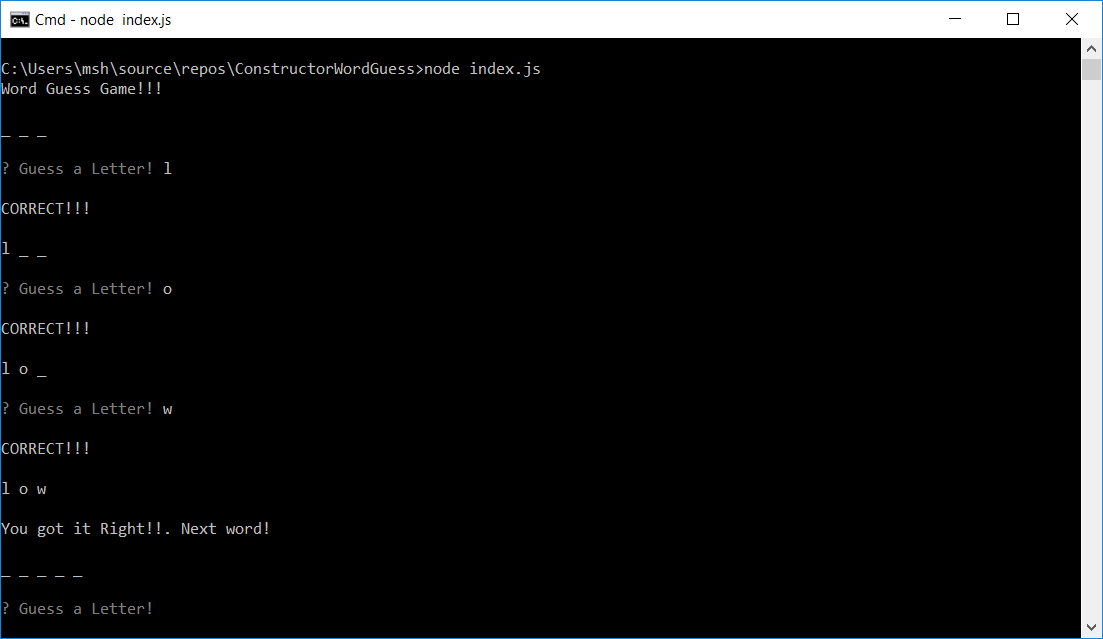 Cmd - node  index.js
C:\Users\msh\source\repos\ConstructorWordGuess>node index.js
Word Guess Game!!!
_ _ _
? Guess a Letter! l
CORRECT!!!
l _ _
? Guess a Letter! o
CORRECT!!!
l o _
? Guess a Letter! w
CORRECT!!!
l o w
You got it Right!!. Next word!
_ _ _ _ _
? Guess a Letter!